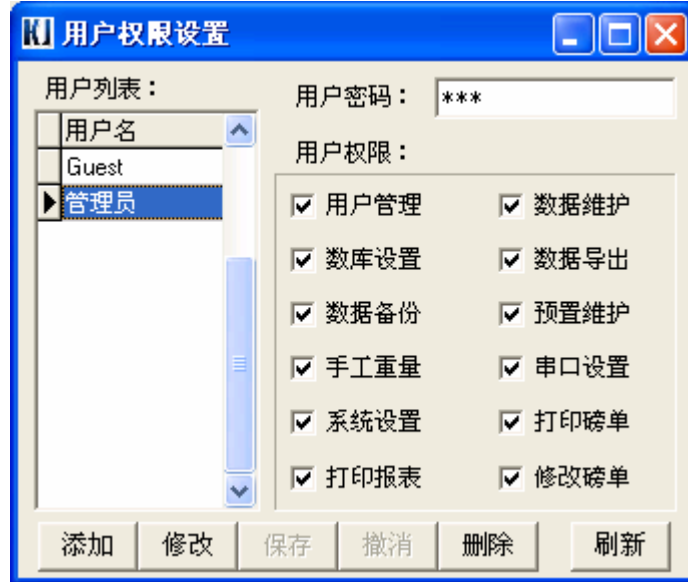 KJ 用户权限设置
用户列表：
用户密码： ***
用户名
Guest
管理员
用户权限：
用户管理 数据维护
数库设置 数据导出
数据备份 预置维护
手工重量 串口设置
系统设置 打印磅单
打印报表 修改磅单
添加 修改 保存 撤消 删除 刷新